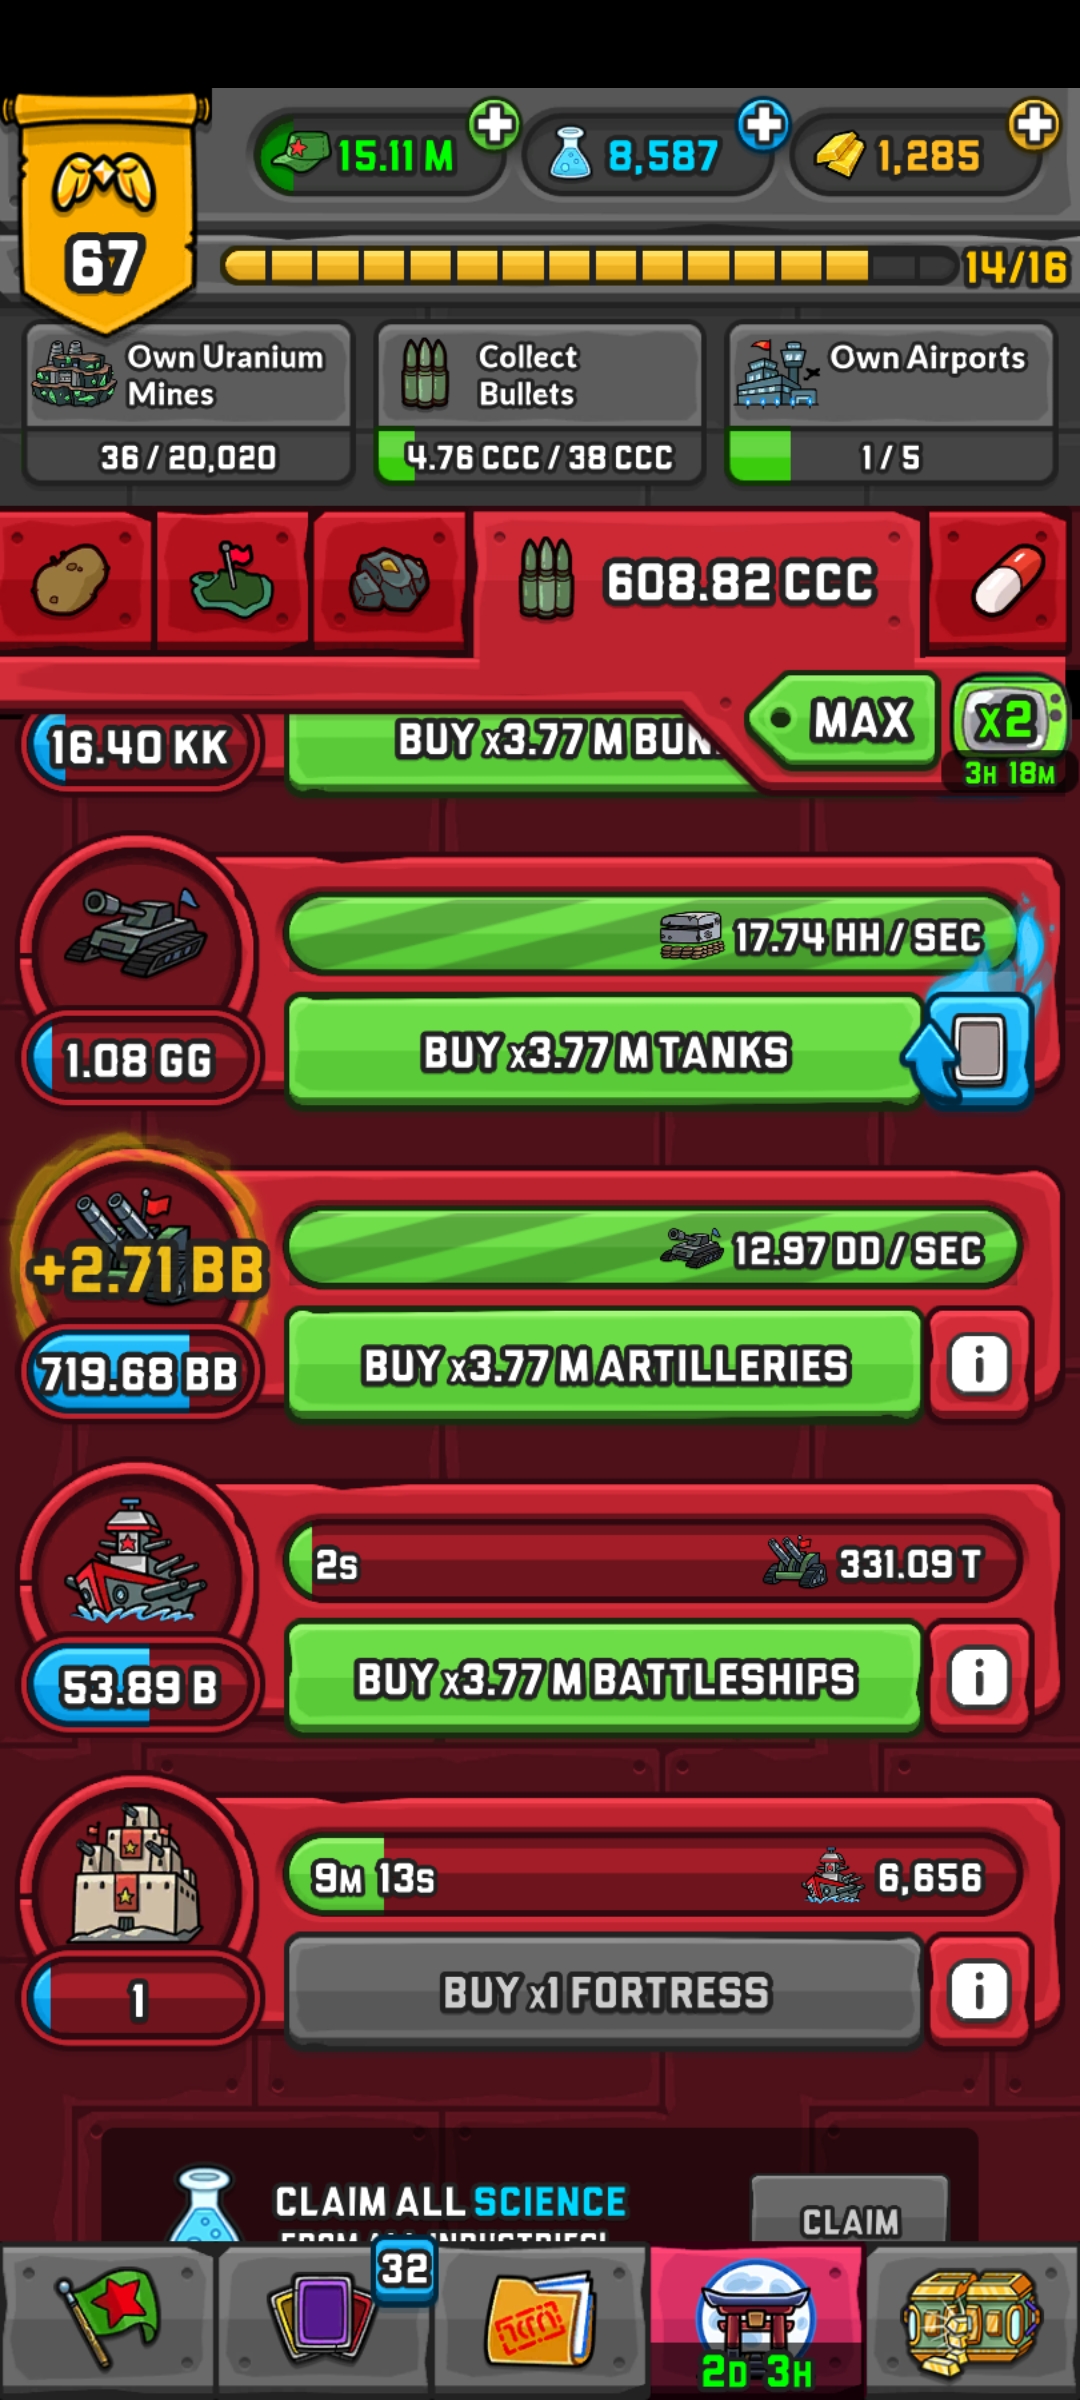 15.11 M
8,587
1,285
67
14/16
Own Uranium
Mines
36 / 20,020
Collect
Bullets
4.76 CCC / 38 CCC
Own Airports
1 / 5
608.82 CCC
MAX
x2
3H 18M
16.40 KK
BUY x3.77 M BUN
17.74 HH / SEC
1.08 GG
BUY x3.77 M TANKS
+2.71 BB
12.97 DD / SEC
719.68 BB
BUY x3.77 M ARTILLERIES
i
2s
331.09 T
53.89 B
BUY x3.77 M BATTLESHIPS
i
9M 13s
6,656
1
BUY x1 FORTRESS
i
CLAIM ALL SCIENCE
FROM ALL INDUSTRIES!
CLAIM
32
2D 3H